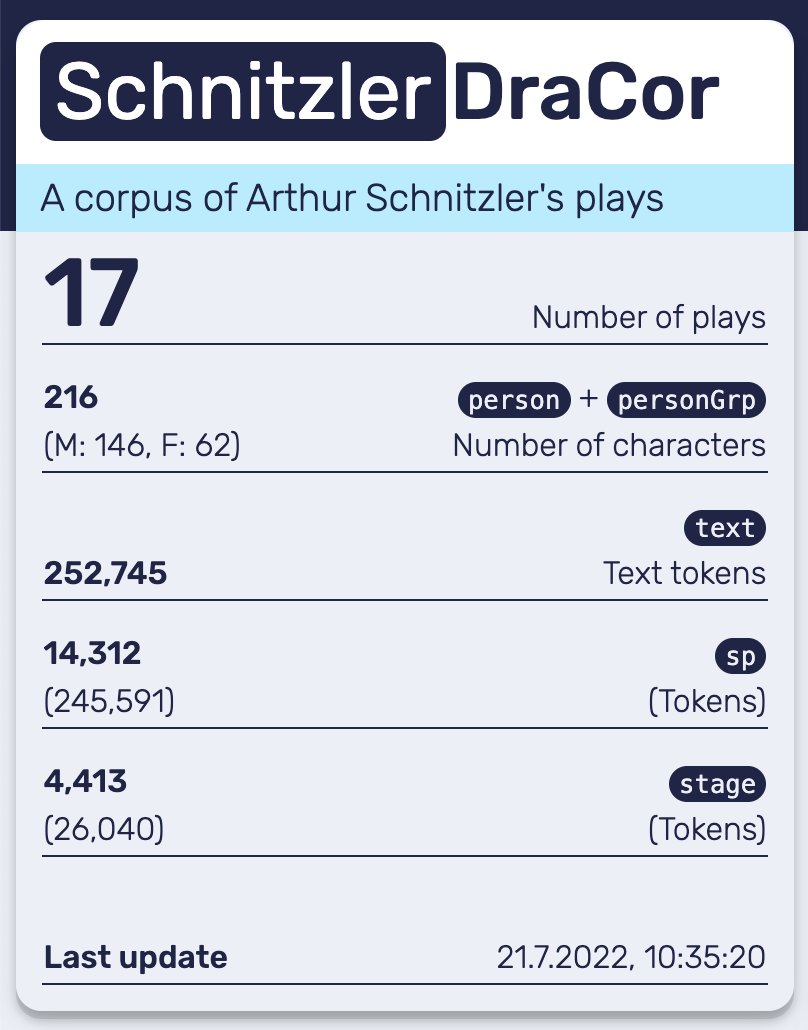 Schnitzler DraCor
A corpus of Arthur Schnitzler's plays
17 Number of plays
216 person + personGrp
(M: 146, F: 62) Number of characters
text
252,745 Text tokens
14,312 sp
(245,591) (Tokens)
4,413 stage
(26,040) (Tokens)
Last update 21.7.2022, 10:35:20